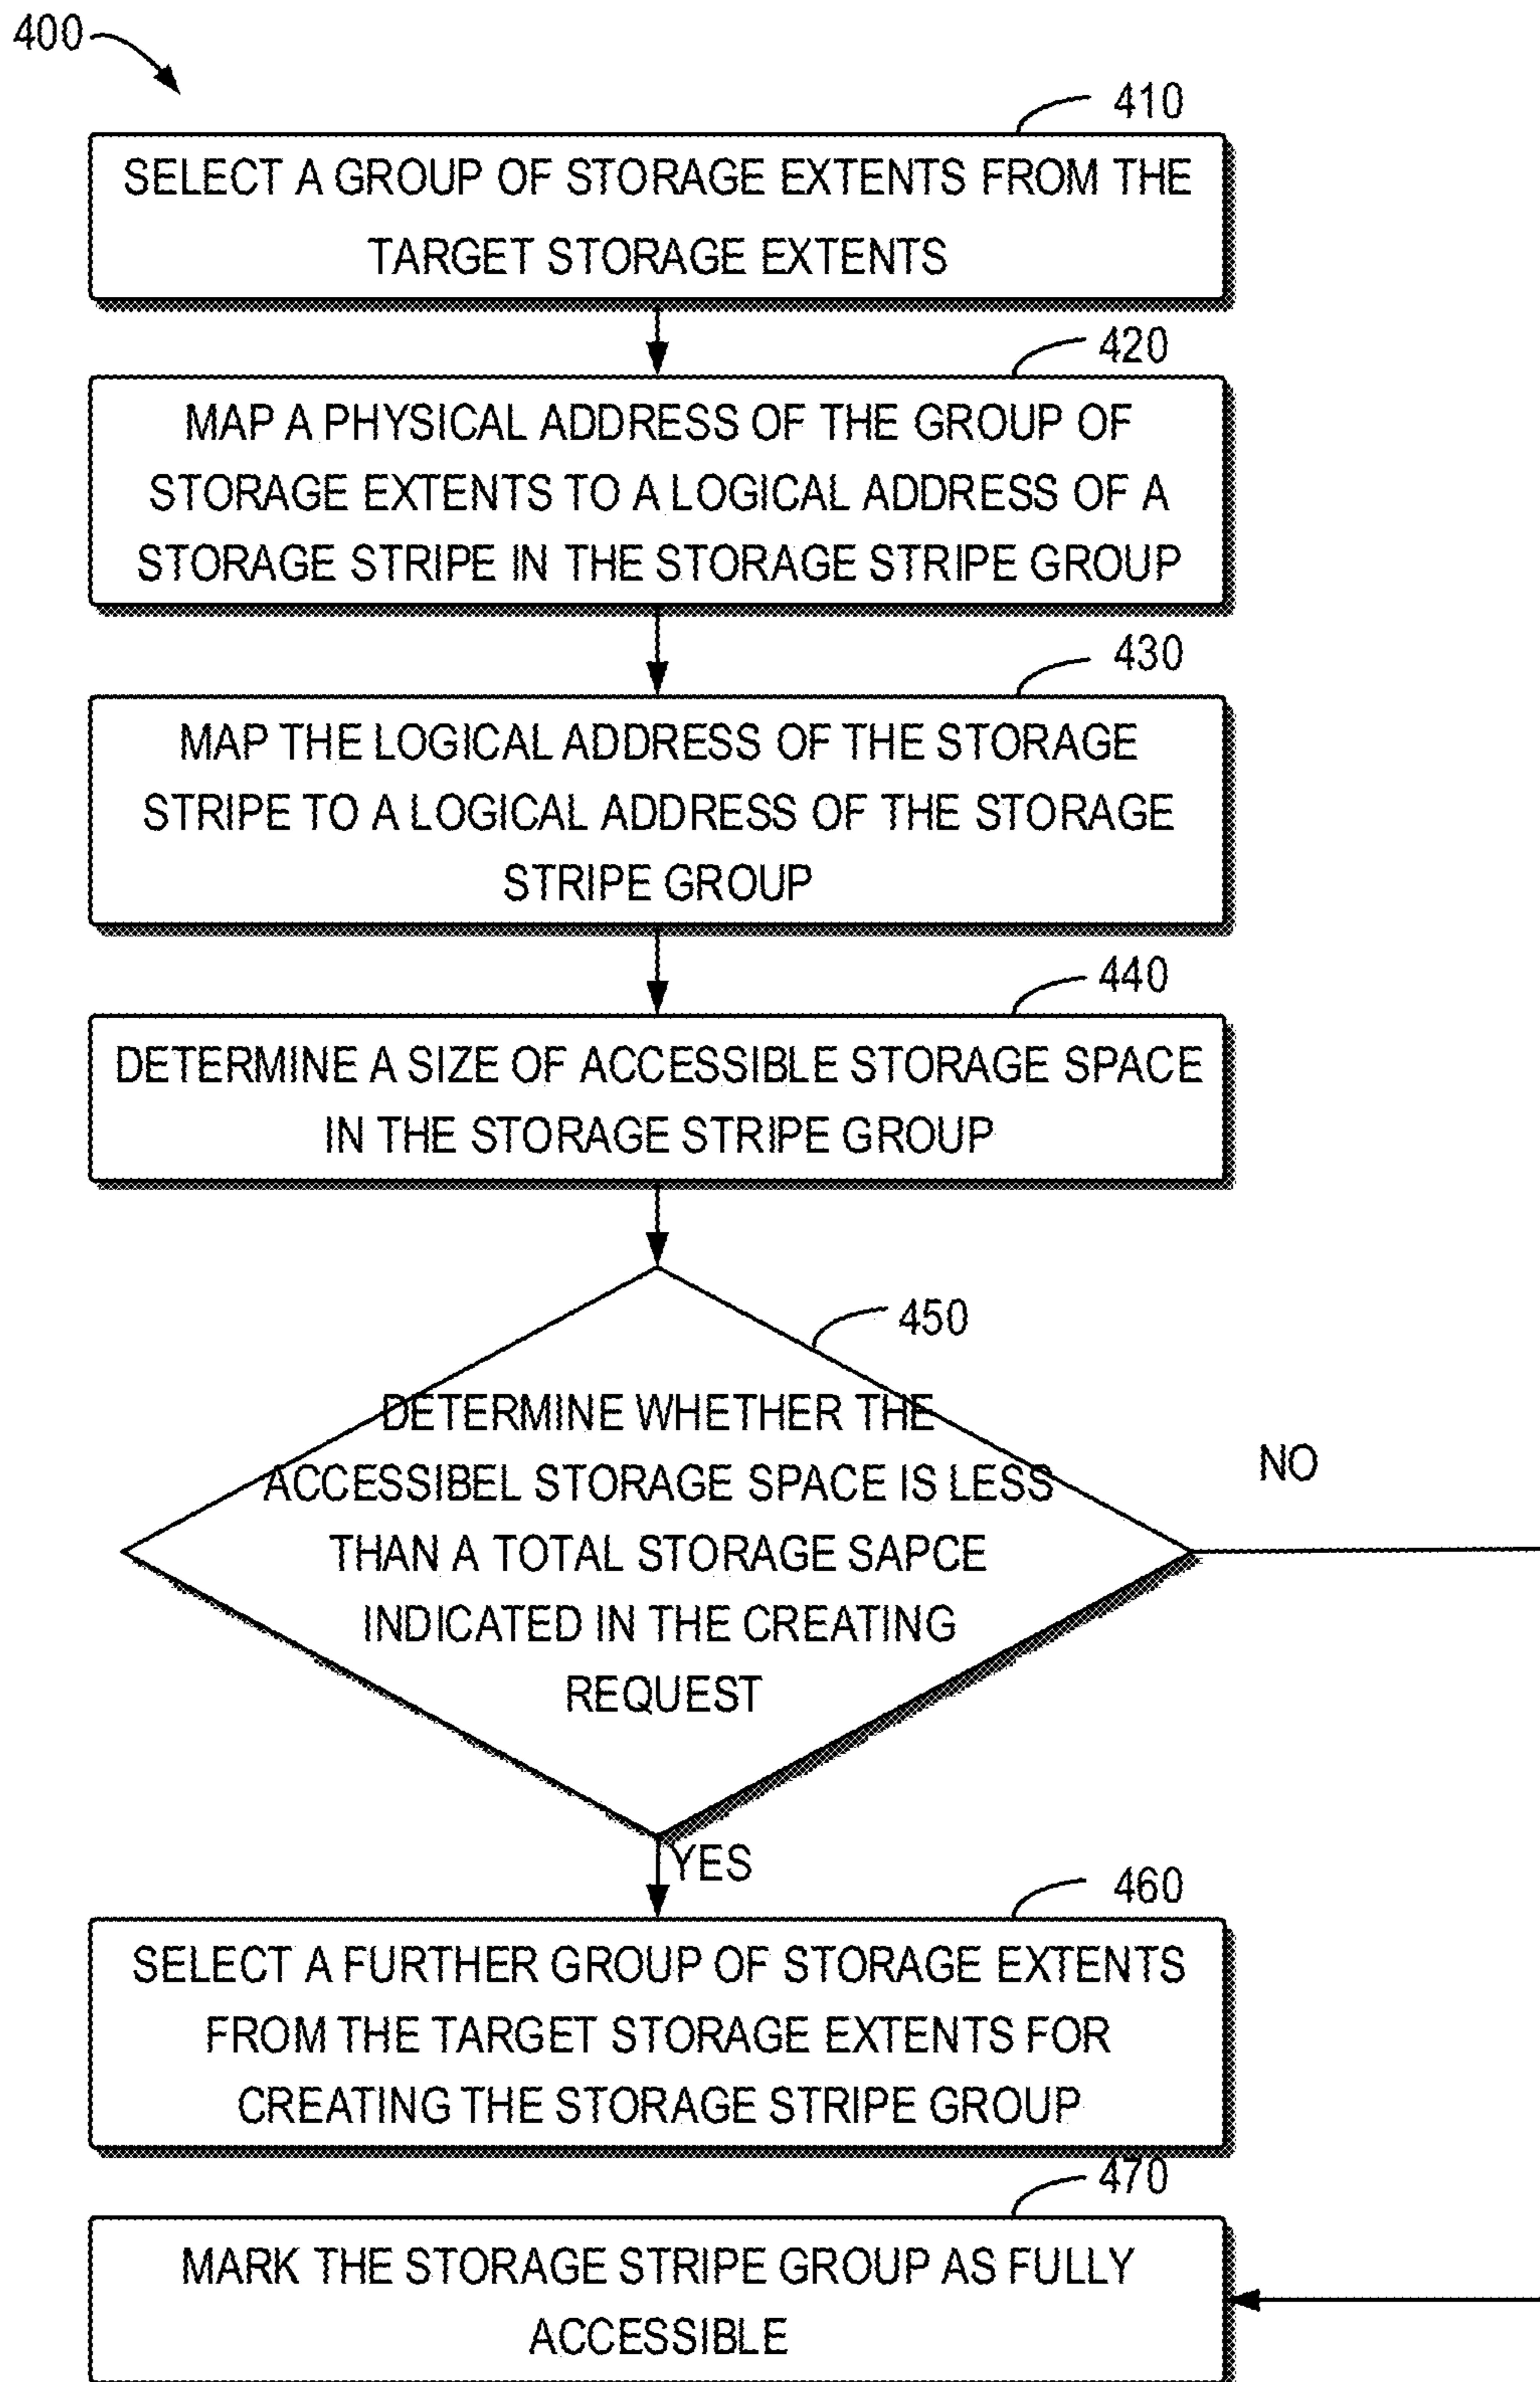 400
410
SELECT A GROUP OF STORAGE EXTENTS FROM THE
TARGET STORAGE EXTENTS
420
MAP A PHYSICAL ADDRESS OF THE GROUP OF
STORAGE EXTENTS TO A LOGICAL ADDRESS OF A
STORAGE STRIPE IN THE STORAGE STRIPE GROUP
430
MAP THE LOGICAL ADDRESS OF THE STORAGE
STRIPE TO A LOGICAL ADDRESS OF THE STORAGE
STRIPE GROUP
440
DETERMINE A SIZE OF ACCESSIBLE STORAGE SPACE
IN THE STORAGE STRIPE GROUP
450
DETERMINE WHETHER THE
ACCESSIBEL STORAGE SPACE IS LESS
THAN A TOTAL STORAGE SAPCE
INDICATED IN THE CREATING
REQUEST
NO
YES
460
SELECT A FURTHER GROUP OF STORAGE EXTENTS
FROM THE TARGET STORAGE EXTENTS FOR
CREATING THE STORAGE STRIPE GROUP
470
MARK THE STORAGE STRIPE GROUP AS FULLY
ACCESSIBLE